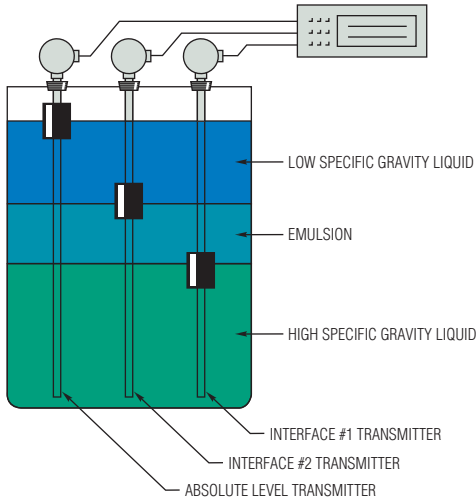 LOW SPECIFIC GRAVITY LIQUID
EMULSION
HIGH SPECIFIC GRAVITY LIQUID
INTERFACE #1 TRANSMITTER
INTERFACE #2 TRANSMITTER
ABSOLUTE LEVEL TRANSMITTER